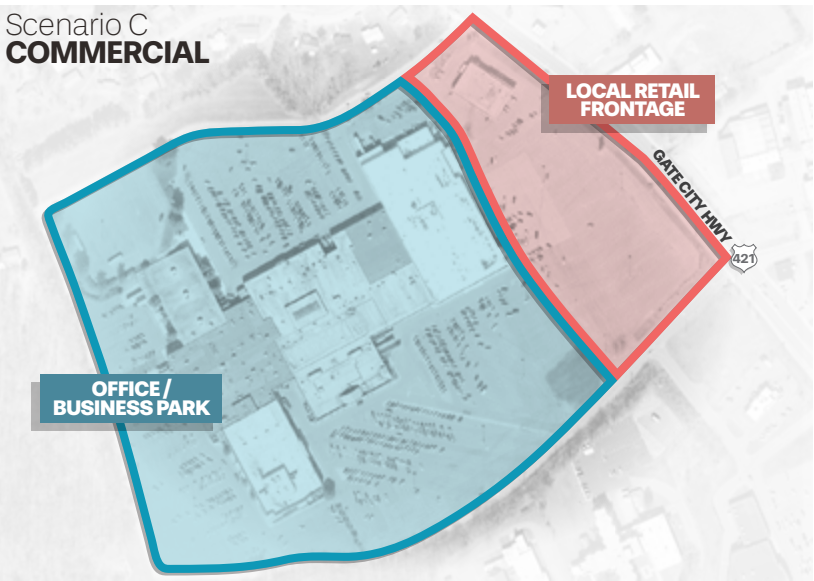 Scenario C
COMMERCIAL
LOCAL RETAIL
FRONTAGE
GATE CITY HWY
421
OFFICE /
BUSINESS PARK